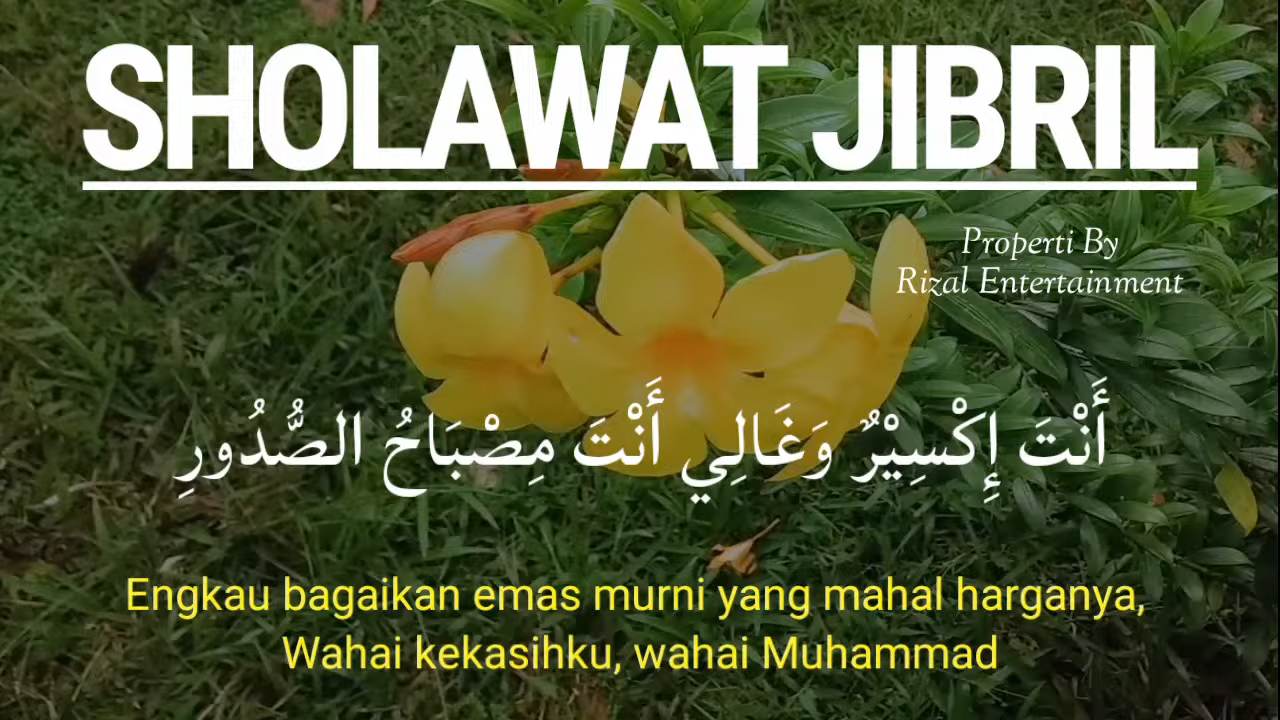 SHOLAWAT JIBRIL
Properti By
Rizal Entertainment
أَنْتَ إِكْسِيْرٌ وَغَالِي أَنْتَ مِصْبَاحُ الصُّدُورِ
Engkau bagaikan emas murni yang mahal harganya,
Wahai kekasihku, wahai Muhammad